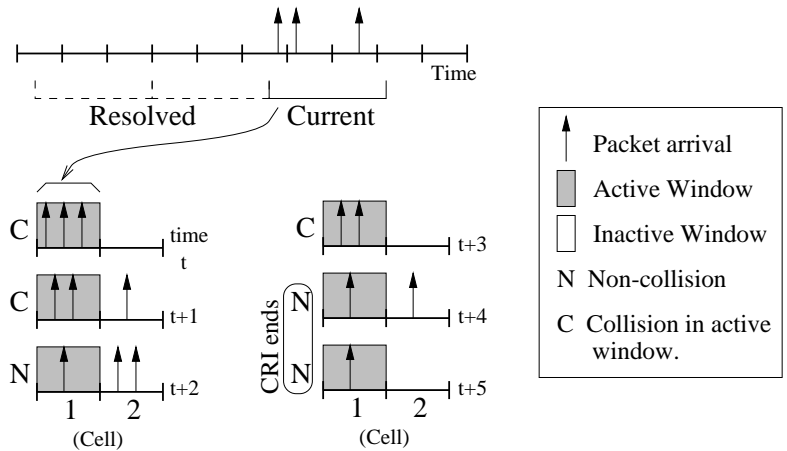 Time
Resolved
Current
C
time
t
C
t+1
N
t+2
1
2
(Cell)
C
t+3
CRI ends
N
t+4
N
t+5
1
2
(Cell)
Packet arrival
Active Window
Inactive Window
N Non-collision
C Collision in active
window.